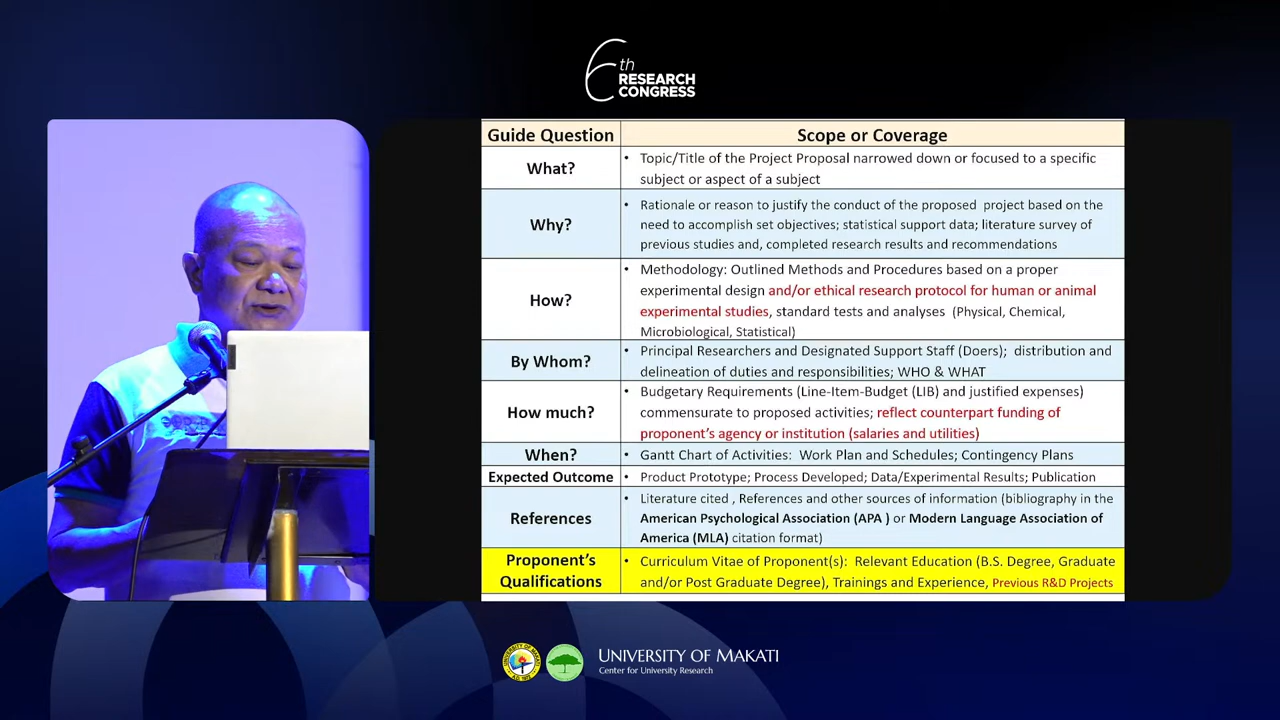 6th
RESEARCH
CONGRESS
Guide Question
Scope or Coverage
What?
• Topic/Title of the Project Proposal narrowed down or focused to a specific
subject or aspect of a subject
Why?
• Rationale or reason to justify the conduct of the proposed project based on the
need to accomplish set objectives; statistical support data; literature survey of
previous studies and, completed research results and recommendations
How?
• Methodology: Outlined Methods and Procedures based on a proper
experimental design and/or ethical research protocol for human or animal
experimental studies, standard tests and analyses (Physical, Chemical,
Microbiological, Statistical)
By Whom?
• Principal Researchers and Designated Support Staff (Doers); distribution and
delineation of duties and responsibilities; WHO & WHAT
How much?
• Budgetary Requirements (Line-Item-Budget (LIB) and justified expenses)
commensurate to proposed activities; reflect counterpart funding of
proponent's agency or institution (salaries and utilities)
When?
• Gantt Chart of Activities: Work Plan and Schedules; Contingency Plans
Expected Outcome
• Product Prototype; Process Developed; Data/Experimental Results; Publication
References
• Literature cited , References and other sources of information (bibliography in the
American Psychological Association (APA ) or Modern Language Association of
America (MLA) citation format)
Proponent's
Qualifications
• Curriculum Vitae of Proponent(s): Relevant Education (B.S. Degree, Graduate
and/or Post Graduate Degree), Trainings and Experience, Previous R&D Projects
UNIVERSITY OF MAKATI
Center for University Research